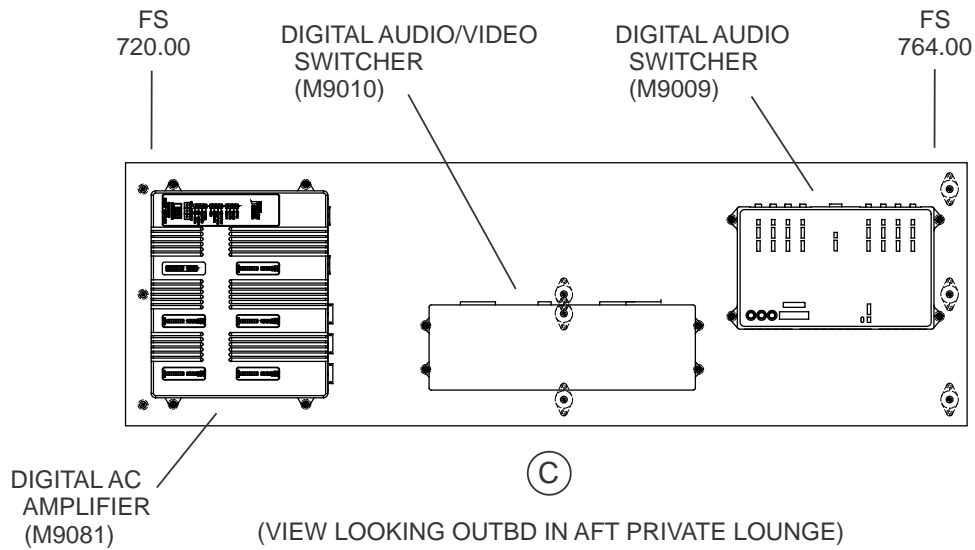 FS
720.00
DIGITAL AUDIO/VIDEO
SWITCHER
(M9010)
DIGITAL AUDIO
SWITCHER
(M9009)
FS
764.00
DIGITAL AC
AMPLIFIER
(M9081)
C
(VIEW LOOKING OUTBD IN AFT PRIVATE LOUNGE)